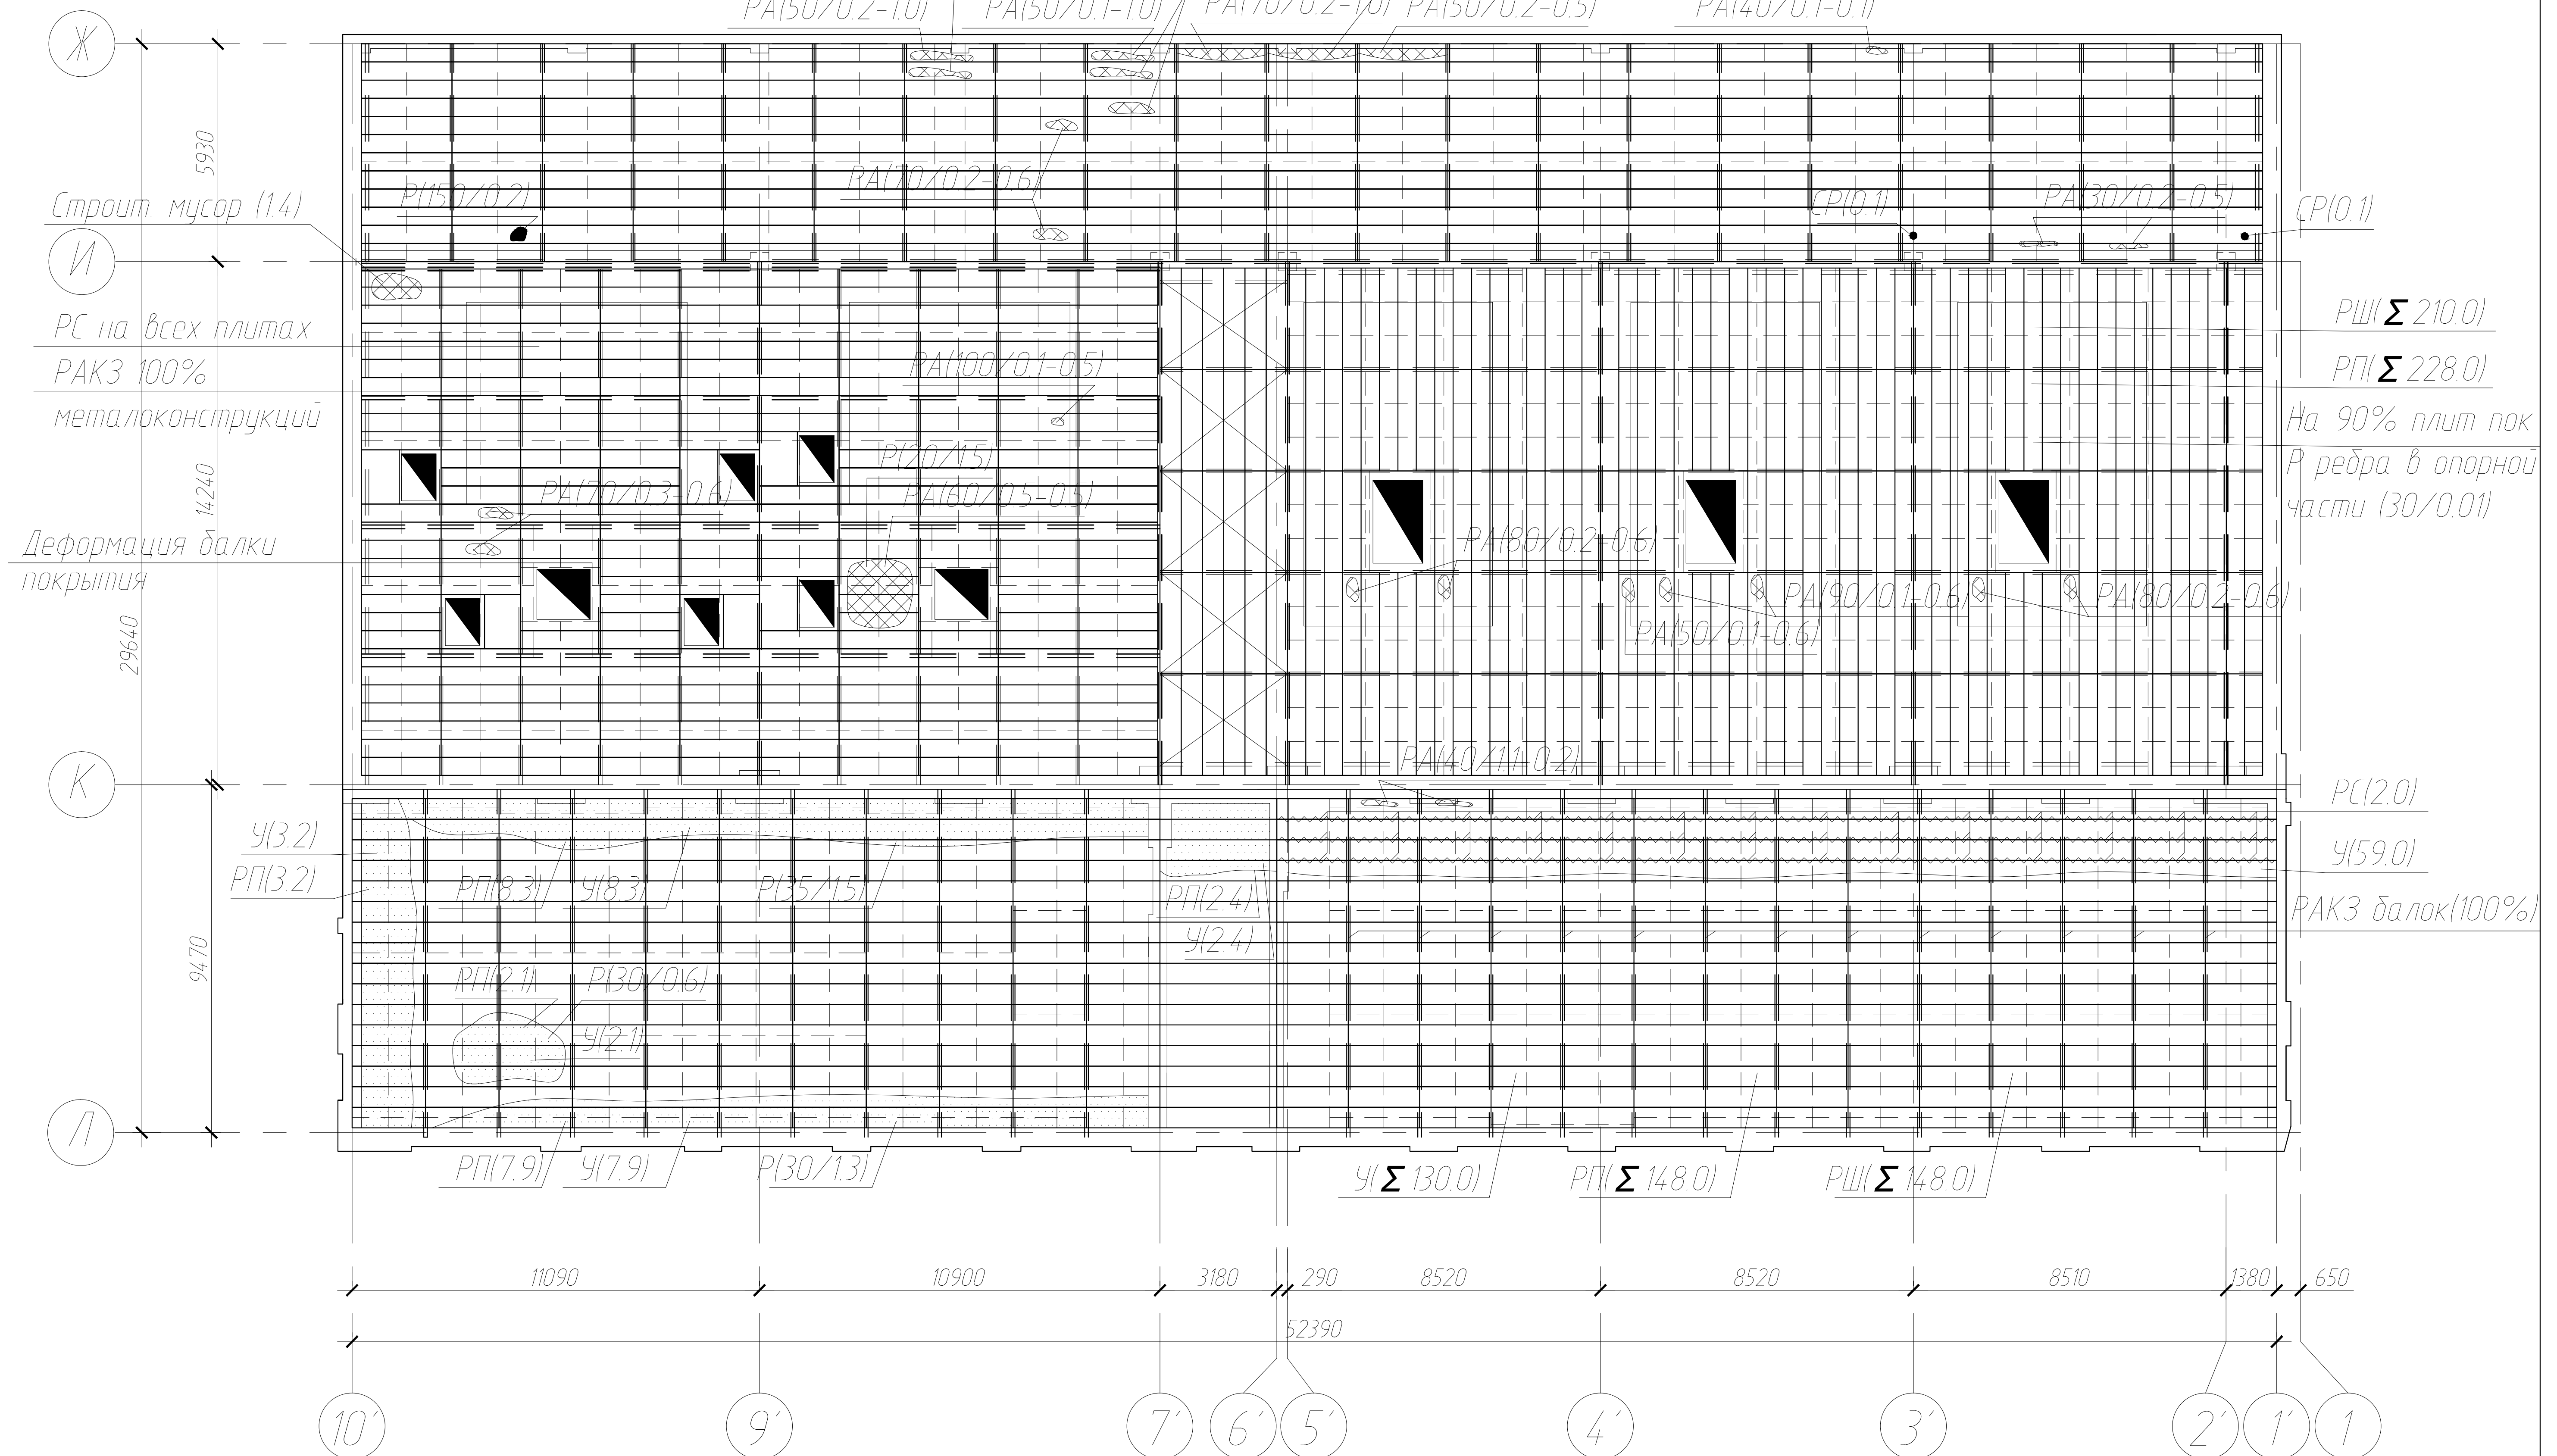 РА(50/0.2-1.0)
РА(50/0.1-1.0)
РА(70/0.2-1.0)
РА(50/0.2-0.5)
РА(40/0.1-0.1)
Ж
5930
Строит. мусор (1.4)
Р(150/0.2)
РА(70/0.2-0.6)
СР(0.1)
РА(30/0.2-0.5)
СР(0.1)
И
РС на всех плитах
РАКЗ 100%
металоконструкций
РШ(Σ 210.0)
РП(Σ 228.0)
На 90% плит пок
Р ребра в опорной
части (30/0.01)
РА(100/0.1-0.5)
Р(20/1.5)
РА(60/0.5-0.5)
РА(70/0.3-0.6)
14240
Деформация балки
покрытия
29640
РА(80/0.2-0.6)
РА(90/0.1-0.6)
РА(80/0.2-0.6)
РА(50/0.1-0.6)
РА(40/1.1-0.2)
К
РС(2.0)
У(3.2)
РП(3.2)
РП(8.3)
У(8.3)
Р(35/1.5)
РП(2.4)
У(2.4)
У(59.0)
РАКЗ балок(100%)
9470
РП(2.1)
Р(30/0.6)
У(2.1)
Л
РП(7.9)
У(7.9)
Р(30/1.3)
У(Σ 130.0)
РП(Σ 148.0)
РШ(Σ 148.0)
11090
10900
3180
290
8520
8520
8510
1380
650
52390
10′
9′
7′
6′
5′
4′
3′
2′
1′
1